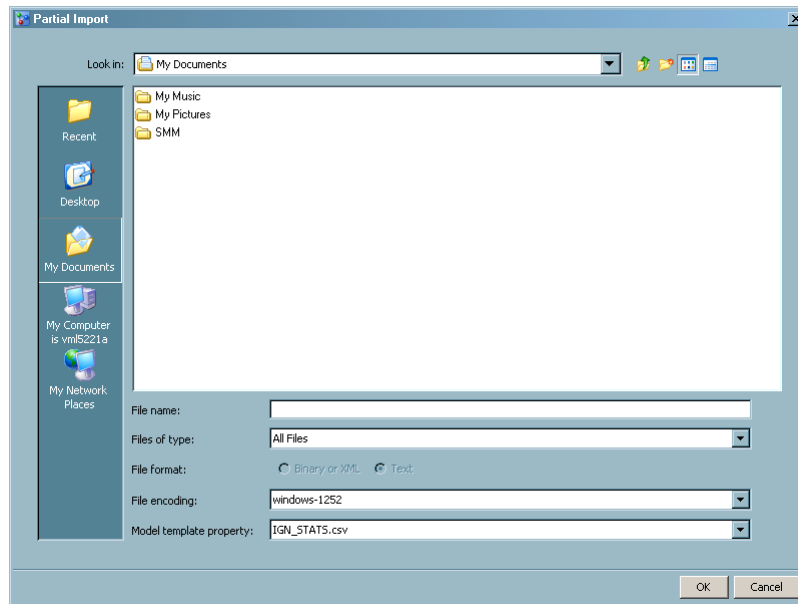 Partial Import
Look in: My Documents
My Music
My Pictures
SMM
Recent
Desktop
My Documents
My Computer
is vml5221a
My Network
Places
File name:
Files of type: All Files
File format: Binary or XML Text
File encoding: windows-1252
Model template property: IGN_STATS.csv
OK Cancel